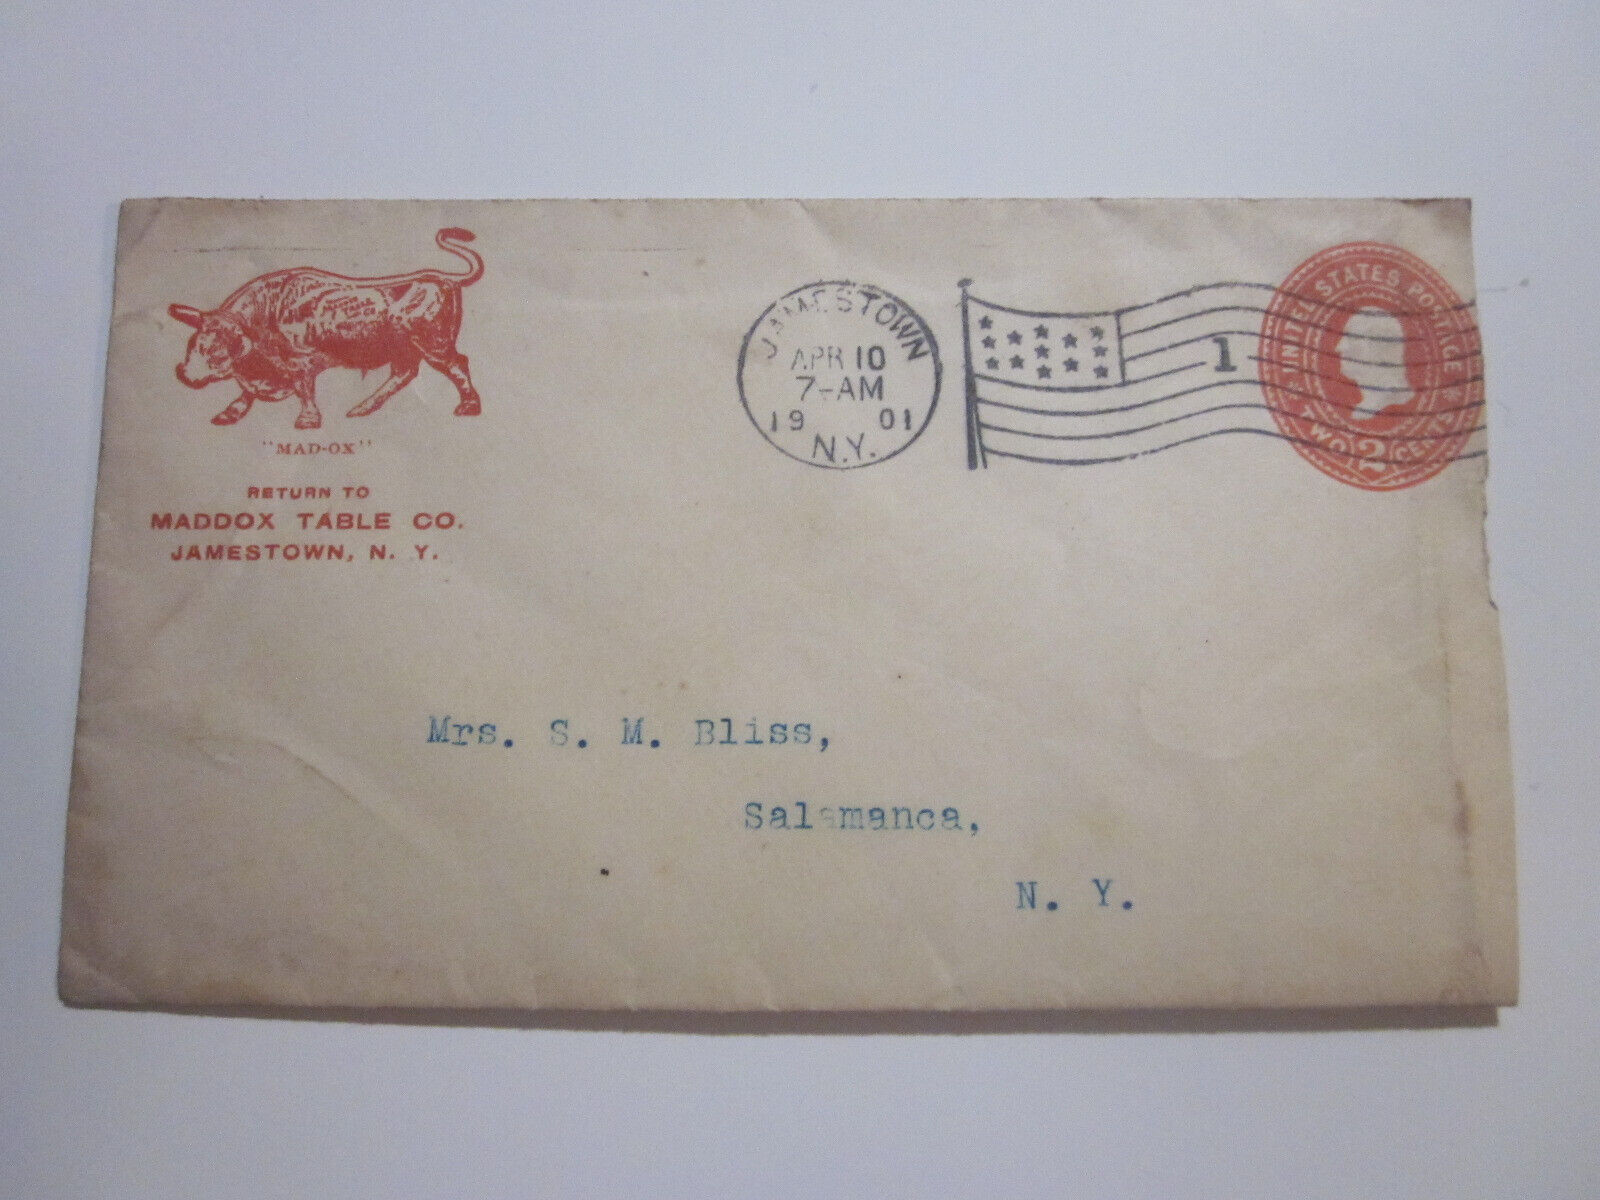 "MAD-OX"
RETURN TO
MADDOX TABLE CO.
JAMESTOWN, N. Y.
JAMESTOWN
APR 10
7-AM
19 01
N.Y.
1
UNITED STATES POSTAGE
TWO 2 CENTS
Mrs. S. M. Bliss,
Salamanca,
N. Y.